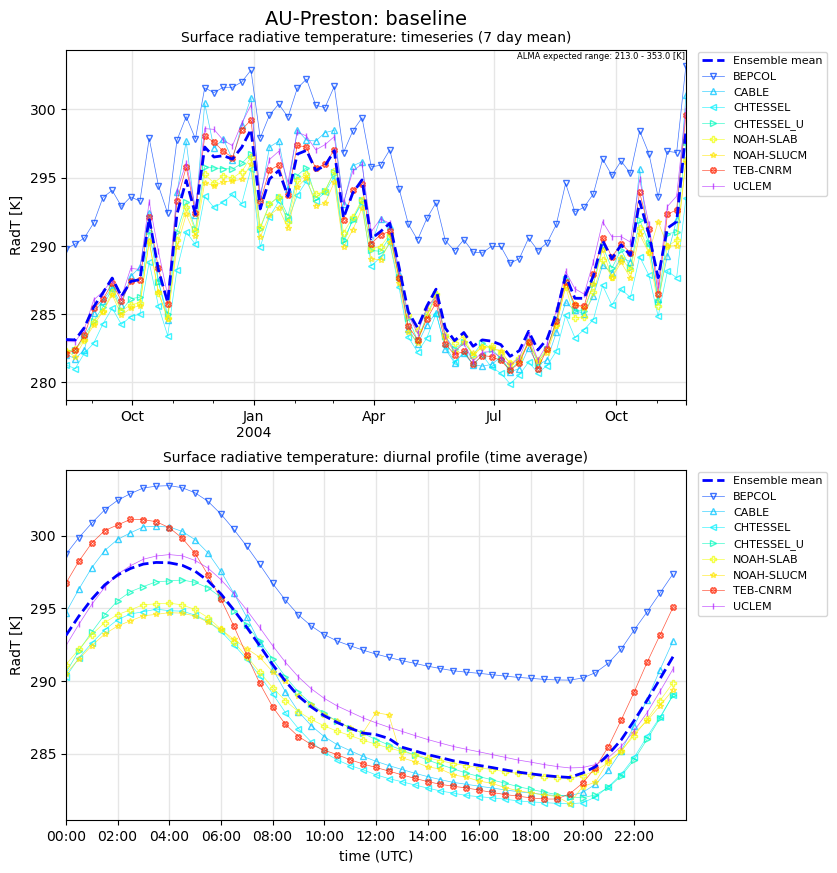 AU-Preston: baseline
Surface radiative temperature: timeseries (7 day mean)
ALMA expected range: 213.0 - 353.0 [K]
RadT [K]
300
295
290
285
280
Oct
Jan
2004
Apr
Jul
Oct
Ensemble mean
BEPCOL
CABLE
CHTESSEL
CHTESSEL_U
NOAH-SLAB
NOAH-SLUCM
TEB-CNRM
UCLEM
Surface radiative temperature: diurnal profile (time average)
RadT [K]
300
295
290
285
00:00
02:00
04:00
06:00
08:00
10:00
12:00
14:00
16:00
18:00
20:00
22:00
time (UTC)
Ensemble mean
BEPCOL
CABLE
CHTESSEL
CHTESSEL_U
NOAH-SLAB
NOAH-SLUCM
TEB-CNRM
UCLEM